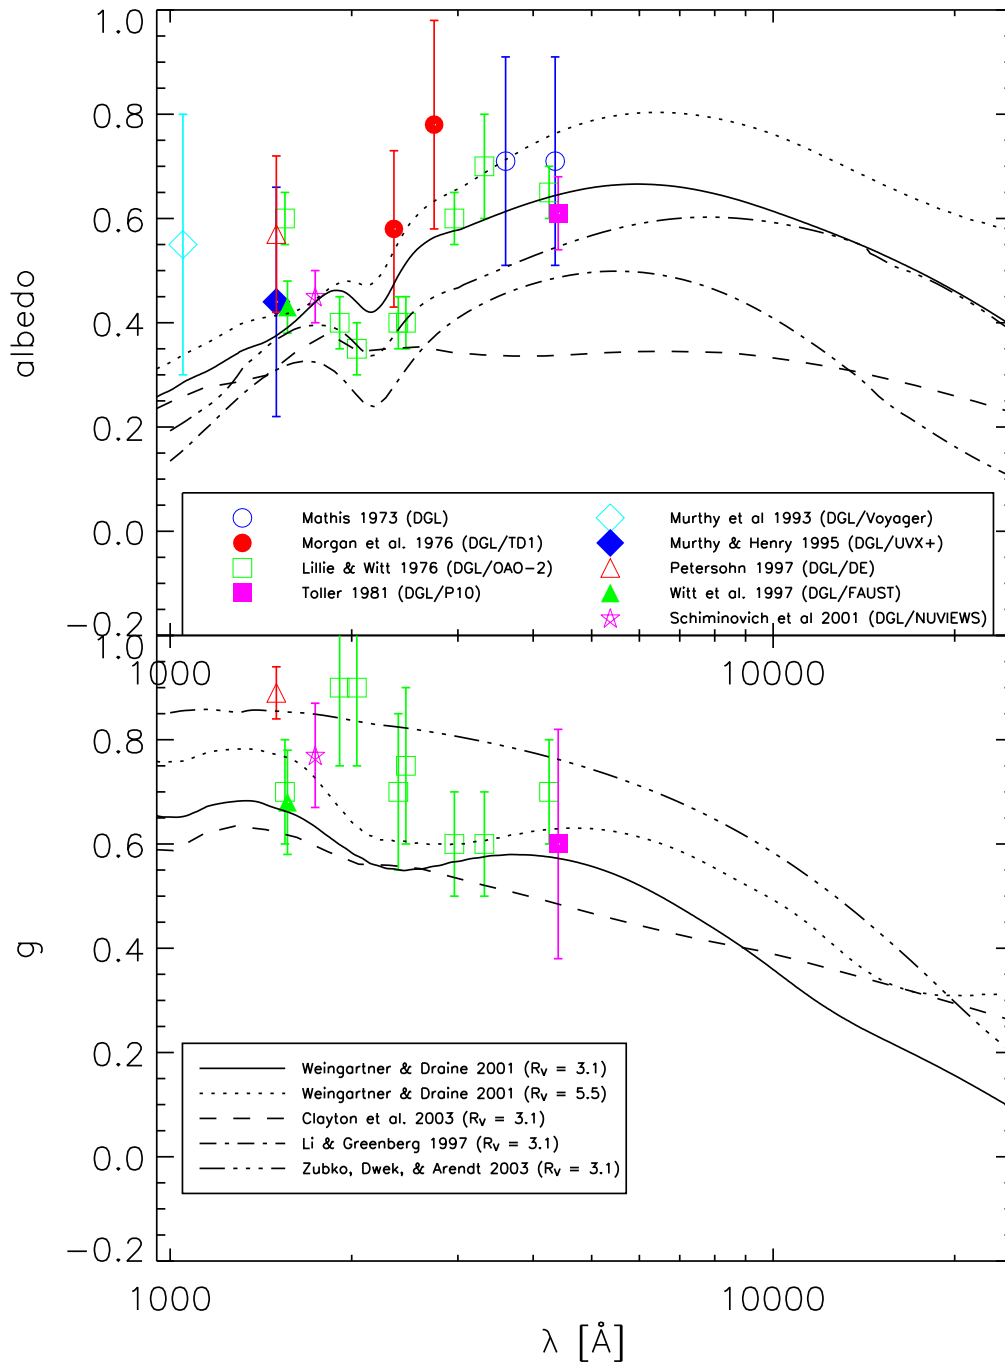 1.0
0.8
0.6
0.4
0.2
0.0
−0.2
albedo
Mathis 1973 (DGL)
Morgan et al. 1976 (DGL/TD1)
Lillie & Witt 1976 (DGL/OAO−2)
Toller 1981 (DGL/P10)
Murthy et al 1993 (DGL/Voyager)
Murthy & Henry 1995 (DGL/UVX+)
Petersohn 1997 (DGL/DE)
Witt et al. 1997 (DGL/FAUST)
Schiminovich et al 2001 (DGL/NUVIEWS)
1000
10000
1.0
0.8
0.6
0.4
0.2
0.0
−0.2
g
Weingartner & Draine 2001 (RV = 3.1)
Weingartner & Draine 2001 (RV = 5.5)
Clayton et al. 2003 (RV = 3.1)
Li & Greenberg 1997 (RV = 3.1)
Zubko, Dwek, & Arendt 2003 (RV = 3.1)
1000
10000
λ [Å]